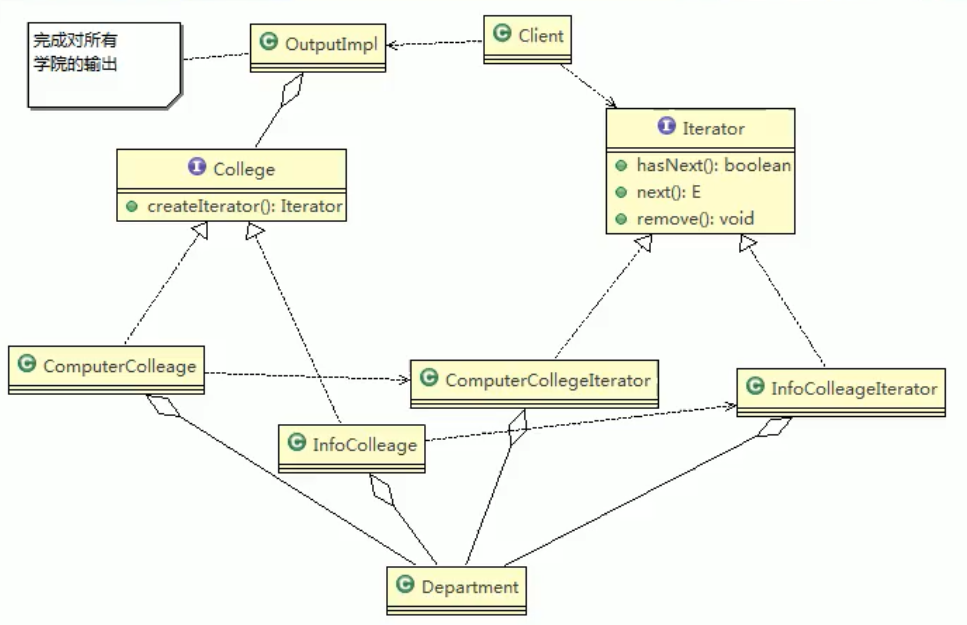 完成对所有
学院的输出
OutputImpl
Client
Iterator
hasNext(): boolean
next(): E
remove(): void
College
createIterator(): Iterator
ComputerColleage
ComputerCollegeIterator
InfoColleageIterator
InfoColleage
Department